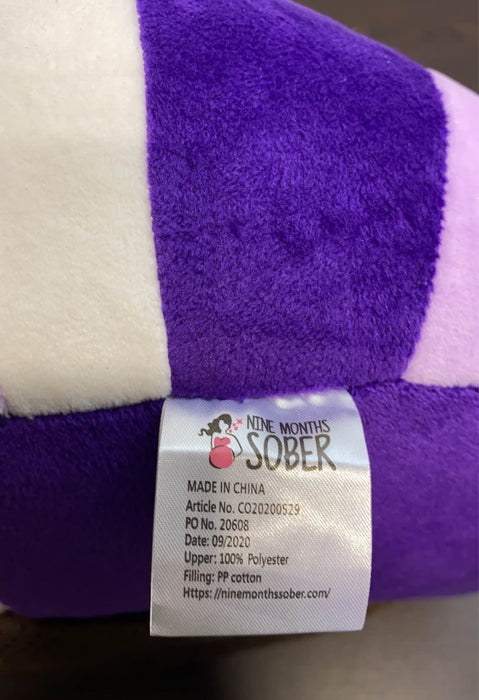 NINE MONTHS
SOBER
MADE IN CHINA
Article No. CO20200529
PO No. 20608
Date: 09/2020
Upper: 100% Polyester
Filling: PP cotton
Https://ninemonthssober.com/